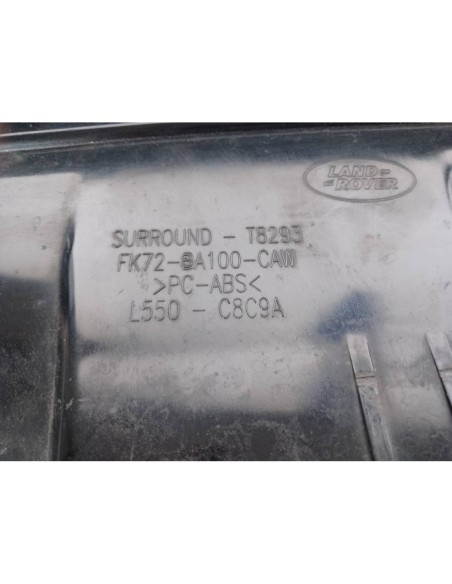 LAND-
-ROVER
SURROUND - T8293
FK72-8A100-CAW
>PC-ABS<
L550 - C8C9A